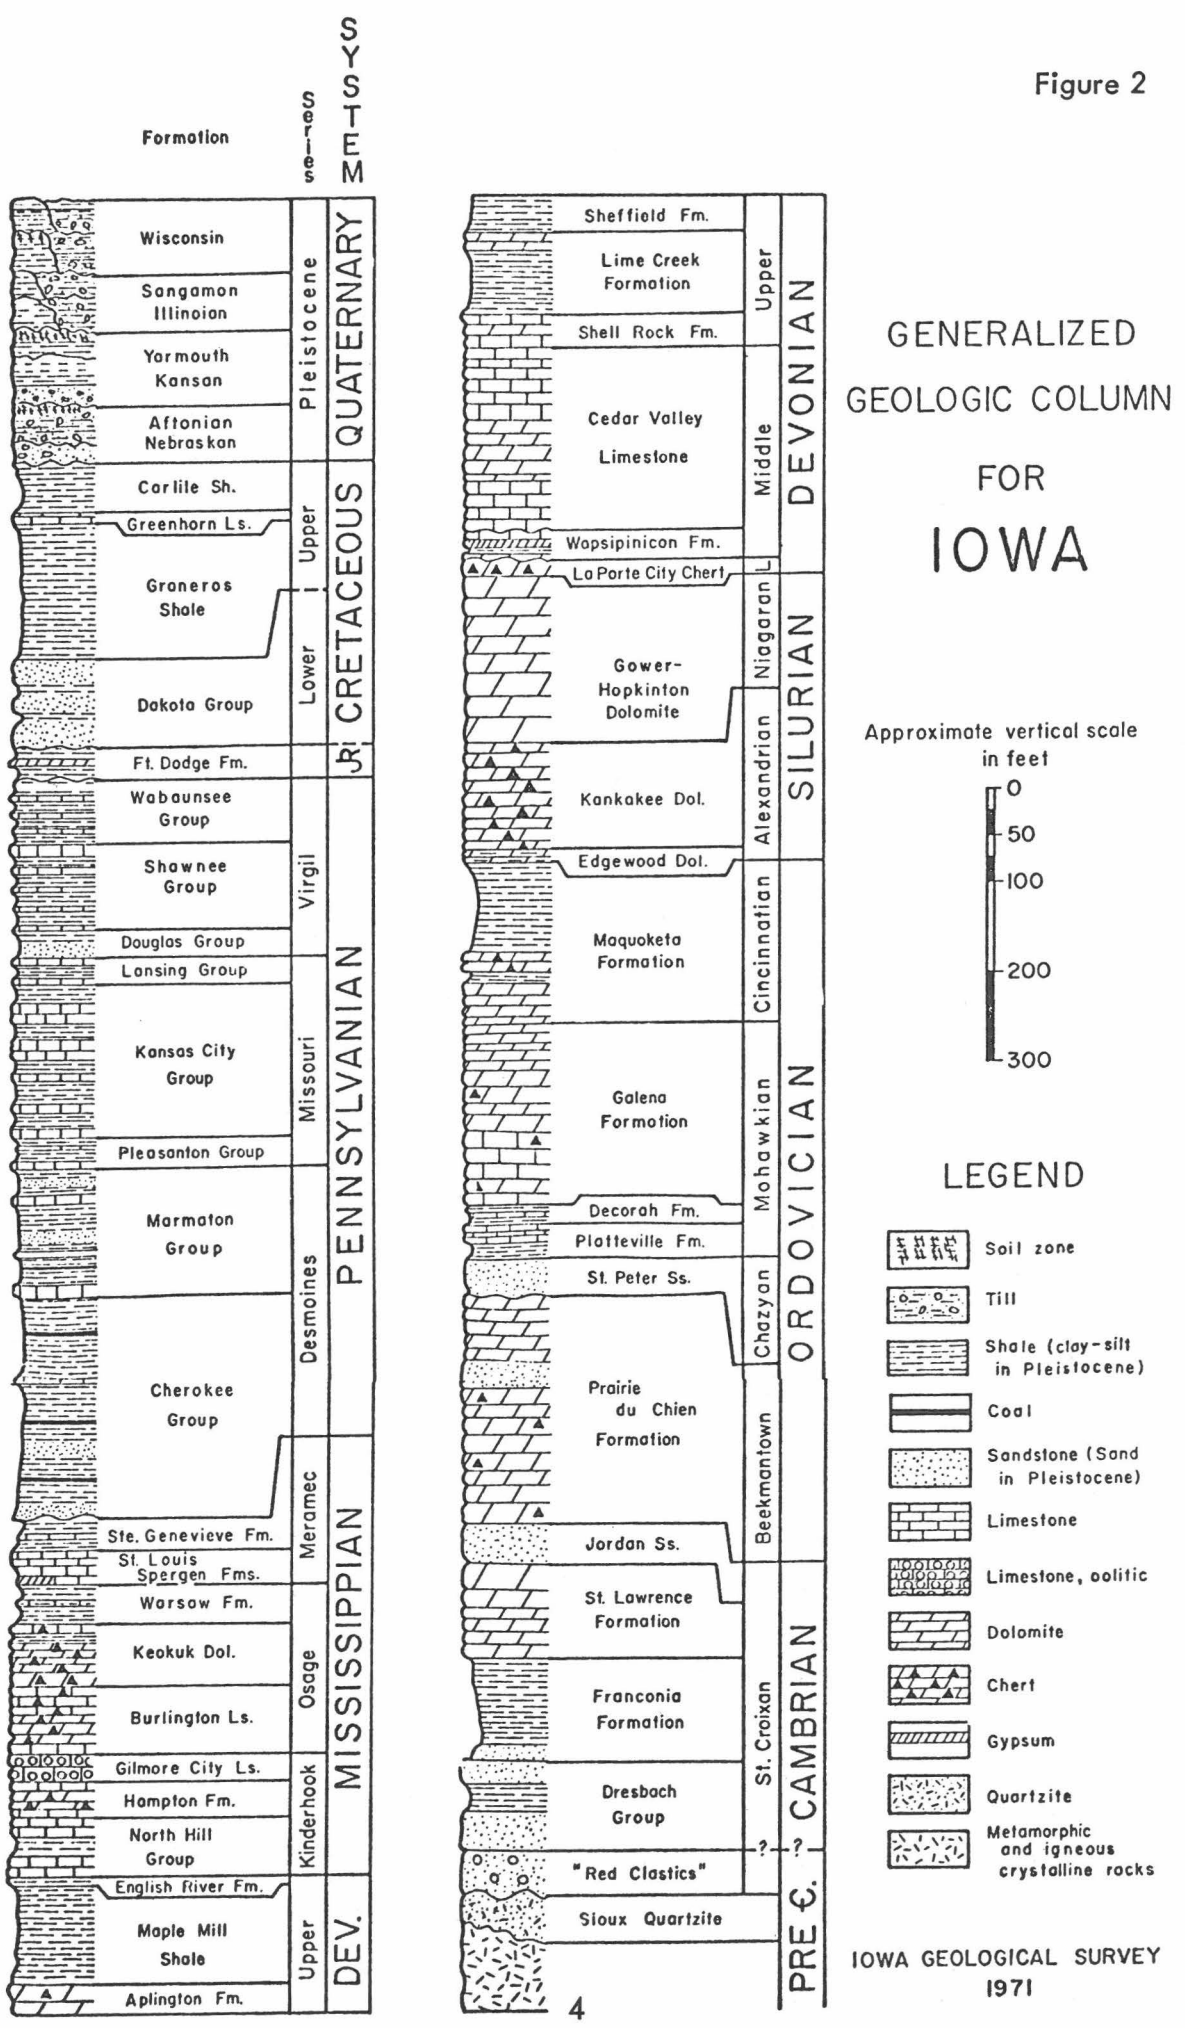 Figure 2
Formation
Series
SYSTEM
Wisconsin
Sangamon
Illinoian
Yarmouth
Kansan
Aftonian
Nebraskan
Pleistocene
QUATERNARY
Carlile Sh.
Greenhorn Ls.
Graneros
Shale
Dakota Group
Upper
Lower
CRETACEOUS
Ft. Dodge Fm.
JR.
Wabaunsee
Group
Shawnee
Group
Douglas Group
Virgil
Lansing Group
Kansas City
Group
Pleasanton Group
Missouri
Marmaton
Group
Cherokee
Group
Desmoines
PENNSYLVANIAN
Ste. Genevieve Fm.
St. Louis
Spergen Fms.
Meramec
Warsaw Fm.
Keokuk Dol.
Burlington Ls.
Osage
Gilmore City Ls.
Hampton Fm.
North Hill
Group
Kinderhook
MISSISSIPPIAN
English River Fm.
Maple Mill
Shale
Aplington Fm.
Upper
DEV.
Sheffield Fm.
Lime Creek
Formation
Shell Rock Fm.
Upper
Cedar Valley
Limestone
Wapsipinicon Fm.
Middle
La Porte City Chert
L
DEVONIAN
Gower-
Hopkinton
Dolomite
Niagaran
Kankakee Dol.
Edgewood Dol.
Alexandrian
SILURIAN
Maquoketa
Formation
Cincinnatian
Galena
Formation
Decorah Fm.
Platteville Fm.
Mohawkian
St. Peter Ss.
Chazyan
Prairie
du Chien
Formation
Jordan Ss.
Beekmantown
ORDOVICIAN
St. Lawrence
Formation
Franconia
Formation
Dresbach
Group
St. Croixan
CAMBRIAN
? ?
"Red Clastics"
Sioux Quartzite
PRE Є.
4
GENERALIZED
GEOLOGIC COLUMN
FOR
IOWA
Approximate vertical scale
in feet
0
50
100
200
300
LEGEND
Soil zone
Till
Shale (clay-silt
in Pleistocene)
Coal
Sandstone (Sand
in Pleistocene)
Limestone
Limestone, oolitic
Dolomite
Chert
Gypsum
Quartzite
Metamorphic
and igneous
crystalline rocks
IOWA GEOLOGICAL SURVEY
1971